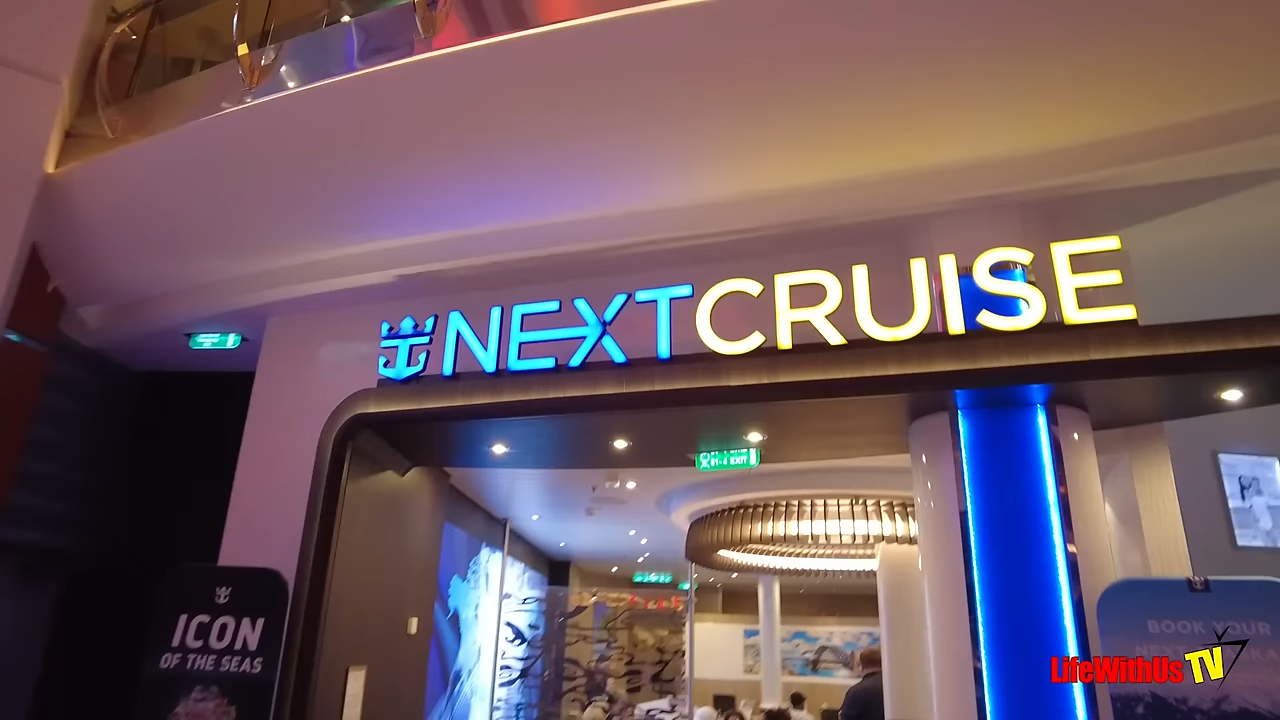 NEXTCRUISE
EXIT
ICON
OF THE SEAS
BOOK YOUR
LifeWithUs TV